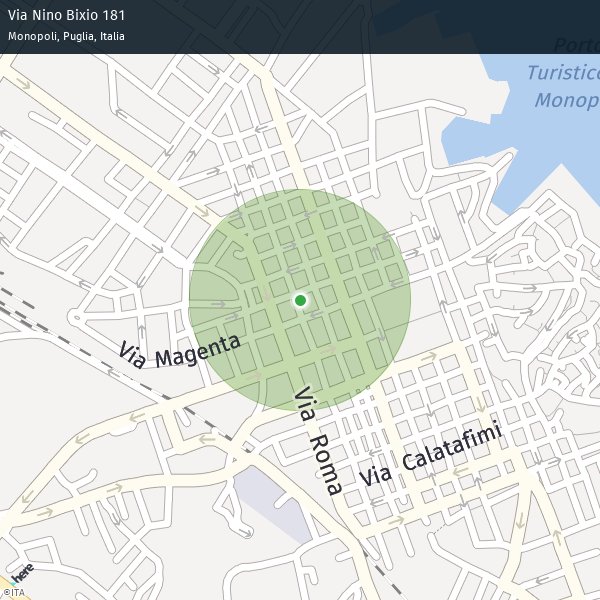 Via Nino Bixio 181
Monopoli, Puglia, Italia
Porto
Turistico
Monop
Via Magenta
Via Roma
Via Calatafimi
here
©ITA